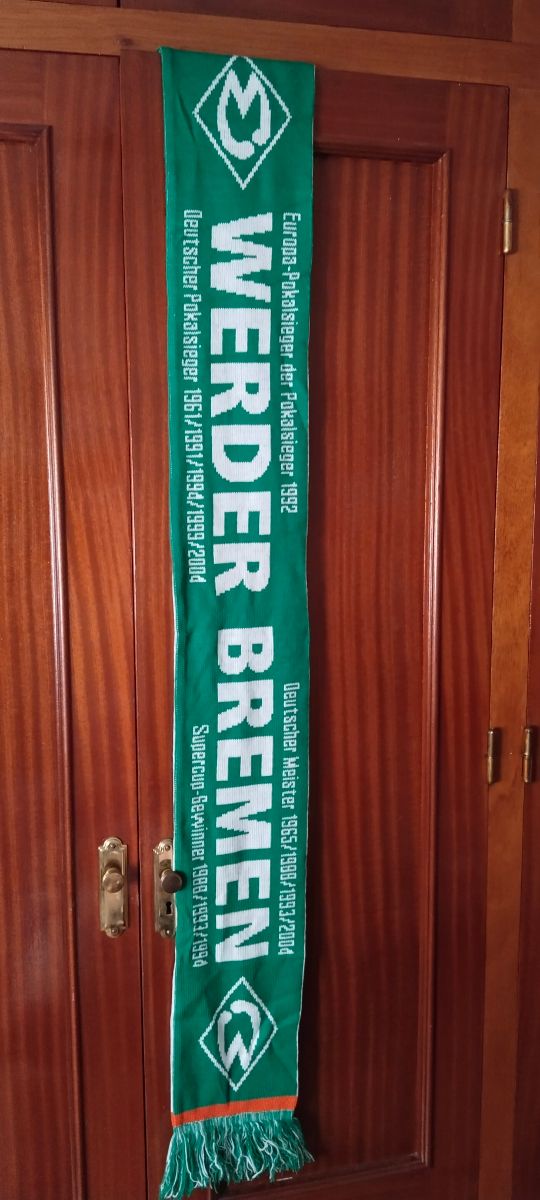 Europa-Pokalsieger der Pokalsieger 1992
Deutscher Meister 1965/1988/1993/2004
W WERDER BREMEN W
Deutscher Pokalsieger 1961/1991/1994/1999/2004
Supercup-Gewinner 1988/1993/1994